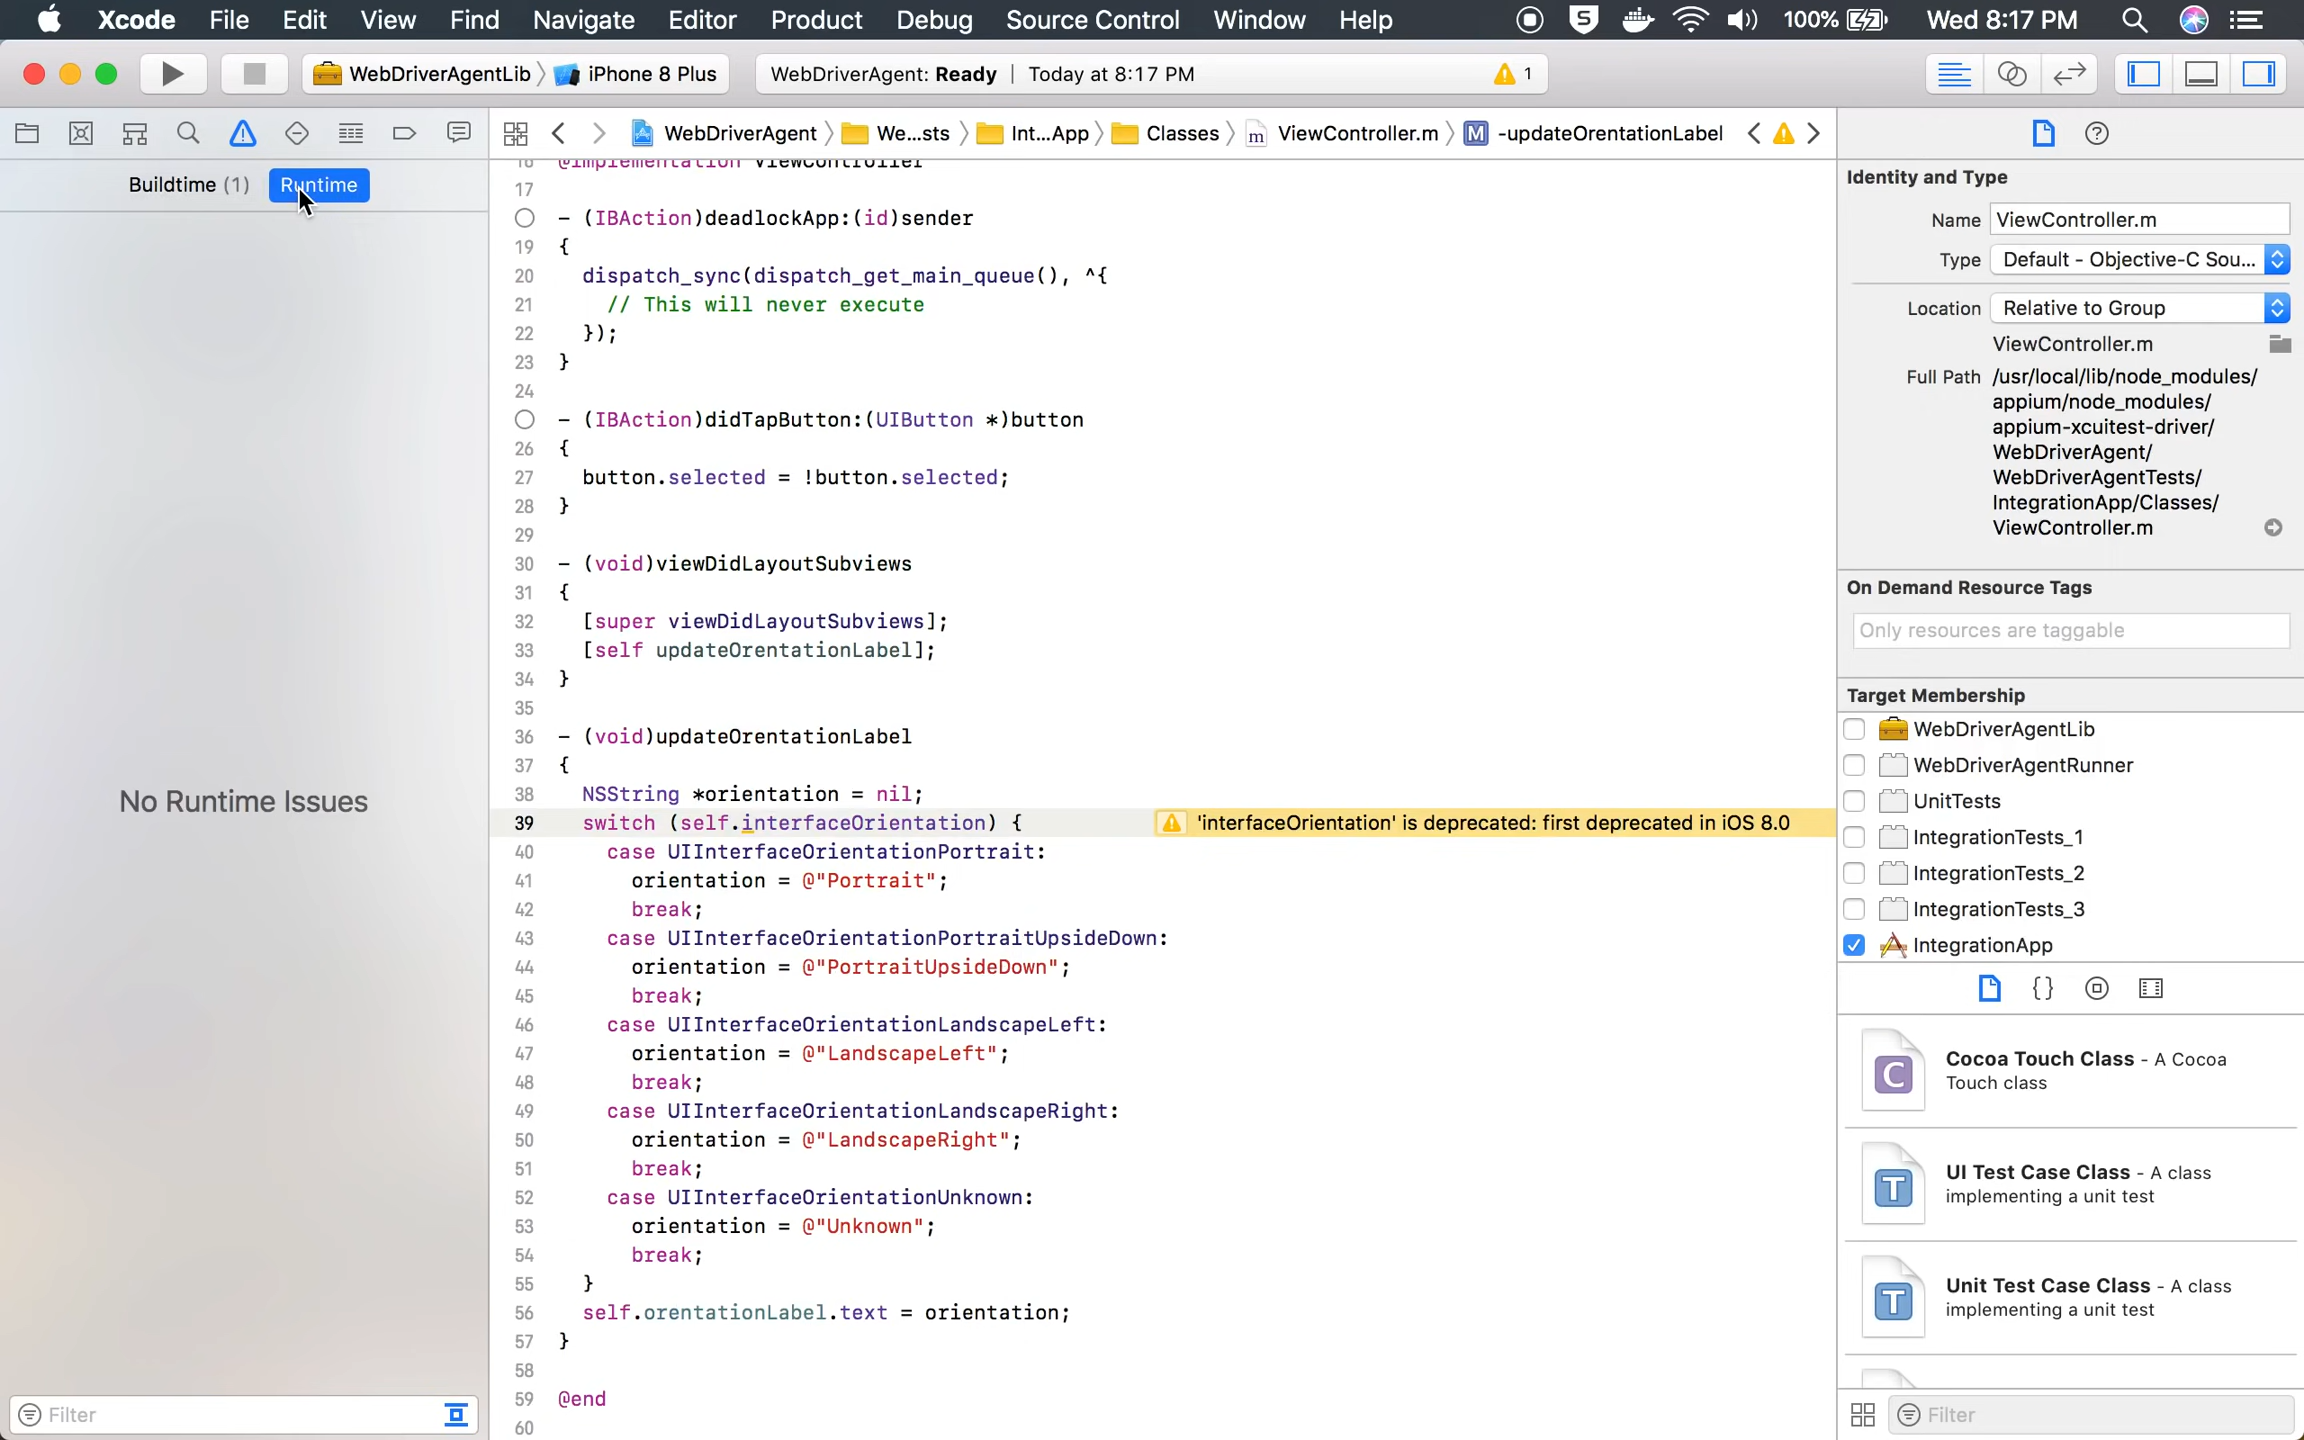 Xcode File Edit View Find Navigate Editor Product Debug Source Control Window Help 100% Wed 8:17 PM
WebDriverAgentLib iPhone 8 Plus WebDriverAgent: Ready | Today at 8:17 PM 1
WebDriverAgent We...sts Int...App Classes m ViewController.m M -updateOrentationLabel
Buildtime (1) Runtime
No Runtime Issues
Filter
16 @implementation ViewController
17
- (IBAction)deadlockApp:(id)sender
19 {
20 dispatch_sync(dispatch_get_main_queue(), ^{
21 // This will never execute
22 });
23 }
24
- (IBAction)didTapButton:(UIButton *)button
26 {
27 button.selected = !button.selected;
28 }
29
30 - (void)viewDidLayoutSubviews
31 {
32 [super viewDidLayoutSubviews];
33 [self updateOrentationLabel];
34 }
35
36 - (void)updateOrentationLabel
37 {
38 NSString *orientation = nil;
39 switch (self.interfaceOrientation) { 'interfaceOrientation' is deprecated: first deprecated in iOS 8.0
40 case UIInterfaceOrientationPortrait:
41 orientation = @"Portrait";
42 break;
43 case UIInterfaceOrientationPortraitUpsideDown:
44 orientation = @"PortraitUpsideDown";
45 break;
46 case UIInterfaceOrientationLandscapeLeft:
47 orientation = @"LandscapeLeft";
48 break;
49 case UIInterfaceOrientationLandscapeRight:
50 orientation = @"LandscapeRight";
51 break;
52 case UIInterfaceOrientationUnknown:
53 orientation = @"Unknown";
54 break;
55 }
56 self.orentationLabel.text = orientation;
57 }
58
59 @end
60
Identity and Type
Name ViewController.m
Type Default - Objective-C Sou...
Location Relative to Group
ViewController.m
Full Path /usr/local/lib/node_modules/
appium/node_modules/
appium-xcuitest-driver/
WebDriverAgent/
WebDriverAgentTests/
IntegrationApp/Classes/
ViewController.m
On Demand Resource Tags
Only resources are taggable
Target Membership
WebDriverAgentLib
WebDriverAgentRunner
UnitTests
IntegrationTests_1
IntegrationTests_2
IntegrationTests_3
IntegrationApp
{}
C Cocoa Touch Class - A Cocoa
Touch class
T UI Test Case Class - A class
implementing a unit test
T Unit Test Case Class - A class
implementing a unit test
Filter